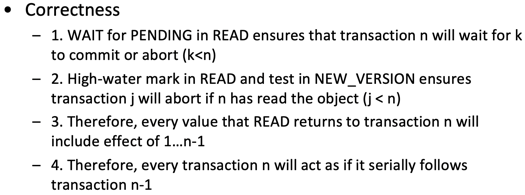 • Correctness
– 1. WAIT for PENDING in READ ensures that transaction n will wait for k
to commit or abort (k<n)
– 2. High-water mark in READ and test in NEW_VERSION ensures
transaction j will abort if n has read the object (j < n)
– 3. Therefore, every value that READ returns to transaction n will
include effect of 1...n-1
– 4. Therefore, every transaction n will act as if it serially follows
transaction n-1